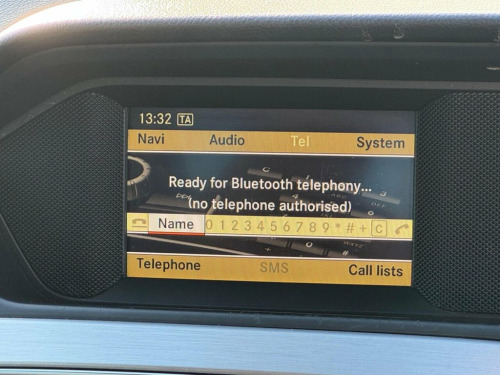 13:32 TA
Navi Audio Tel System
Ready for Bluetooth telephony...
(no telephone authorised)
Name 0 1 2 3 4 5 6 7 8 9 * # + C
Telephone SMS Call lists